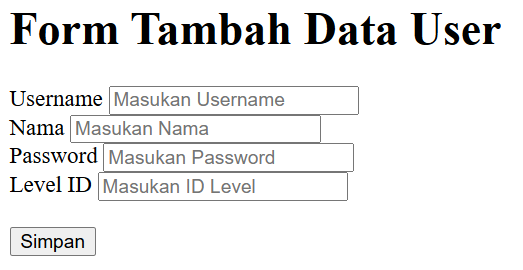 Form Tambah Data User
Username Masukan Username
Nama Masukan Nama
Password Masukan Password
Level ID Masukan ID Level
Simpan